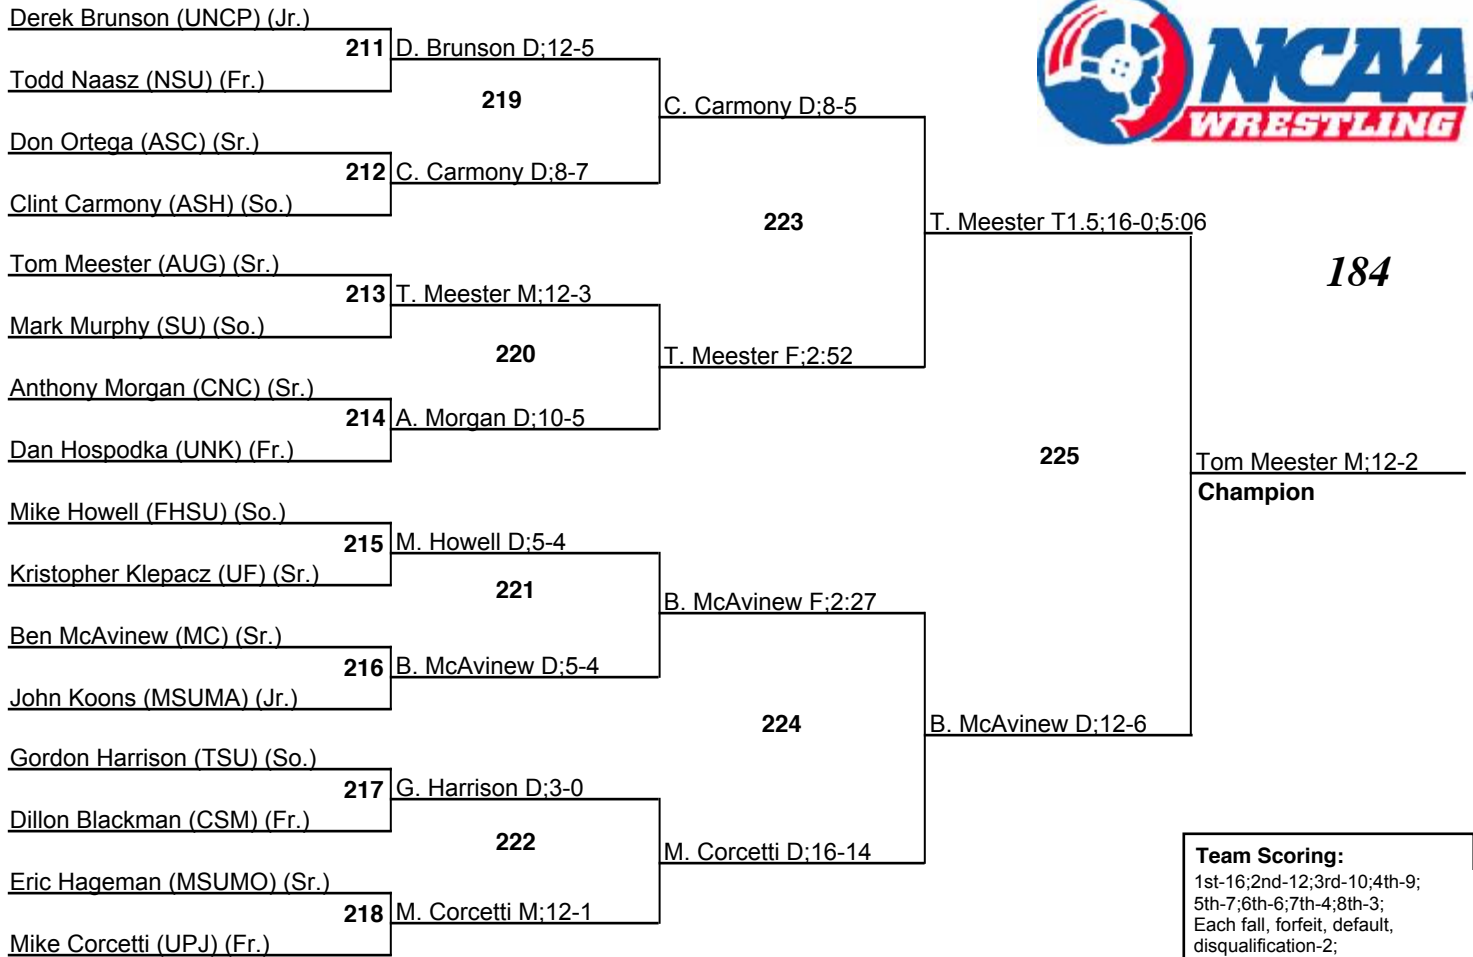 Derek Brunson (UNCP) (Jr.)
211 D. Brunson D;12-5
Todd Naasz (NSU) (Fr.)
219
C. Carmony D;8-5
Don Ortega (ASC) (Sr.)
212 C. Carmony D;8-7
Clint Carmony (ASH) (So.)
223
T. Meester T1.5;16-0;5:06
Tom Meester (AUG) (Sr.)
213 T. Meester M;12-3
Mark Murphy (SU) (So.)
220
T. Meester F;2:52
Anthony Morgan (CNC) (Sr.)
214 A. Morgan D;10-5
Dan Hospodka (UNK) (Fr.)
225
Tom Meester M;12-2
Champion
Mike Howell (FHSU) (So.)
215 M. Howell D;5-4
Kristopher Klepacz (UF) (Sr.)
221
B. McAvinew F;2:27
Ben McAvinew (MC) (Sr.)
216 B. McAvinew D;5-4
John Koons (MSUMA) (Jr.)
224
B. McAvinew D;12-6
Gordon Harrison (TSU) (So.)
217 G. Harrison D;3-0
Dillon Blackman (CSM) (Fr.)
222
M. Corcetti D;16-14
Eric Hageman (MSUMO) (Sr.)
218 M. Corcetti M;12-1
Mike Corcetti (UPJ) (Fr.)
NCAA
WRESTLING
184
Team Scoring:
1st-16;2nd-12;3rd-10;4th-9;
5th-7;6th-6;7th-4;8th-3;
Each fall, forfeit, default,
disqualification-2;